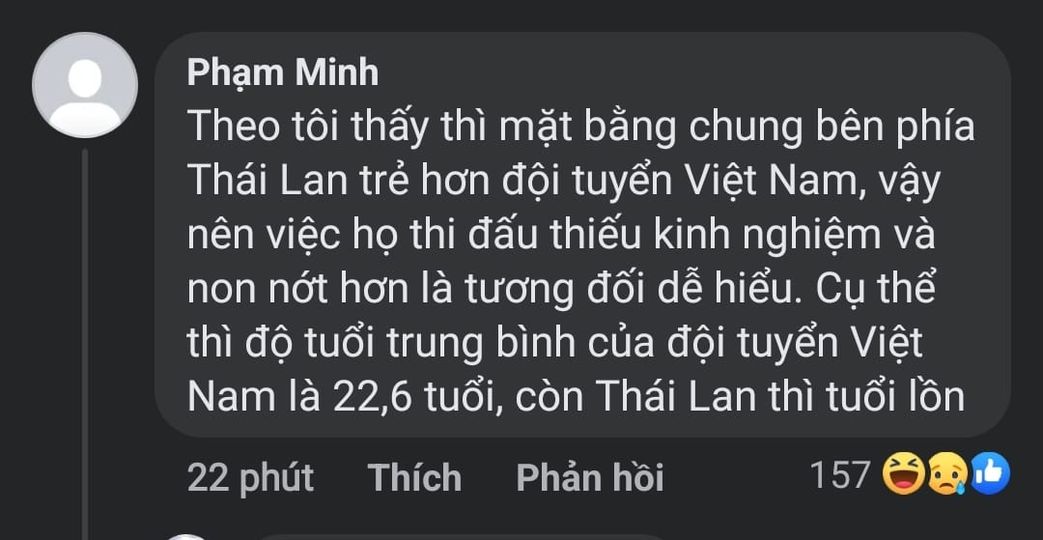 Phạm Minh
Theo tôi thấy thì mặt bằng chung bên phía
Thái Lan trẻ hơn đội tuyển Việt Nam, vậy
nên việc họ thi đấu thiếu kinh nghiệm và
non nớt hơn là tương đối dễ hiểu. Cụ thể
thì độ tuổi trung bình của đội tuyển Việt
Nam là 22,6 tuổi, còn Thái Lan thì tuổi lồn
22 phút Thích Phản hồi 157